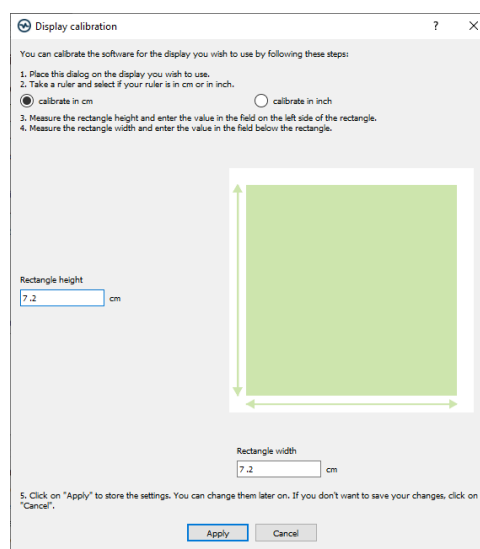 Display calibration ? ×
You can calibrate the software for the display you wish to use by following these steps:
1. Place this dialog on the display you wish to use.
2. Take a ruler and select if your ruler is in cm or in inch.
calibrate in cm calibrate in inch
3. Measure the rectangle height and enter the value in the field on the left side of the rectangle.
4. Measure the rectangle width and enter the value in the field below the rectangle.
Rectangle height
7 .2 cm
Rectangle width
7 .2 cm
5. Click on "Apply" to store the settings. You can change them later on. If you don't want to save your changes, click on
"Cancel".
Apply Cancel